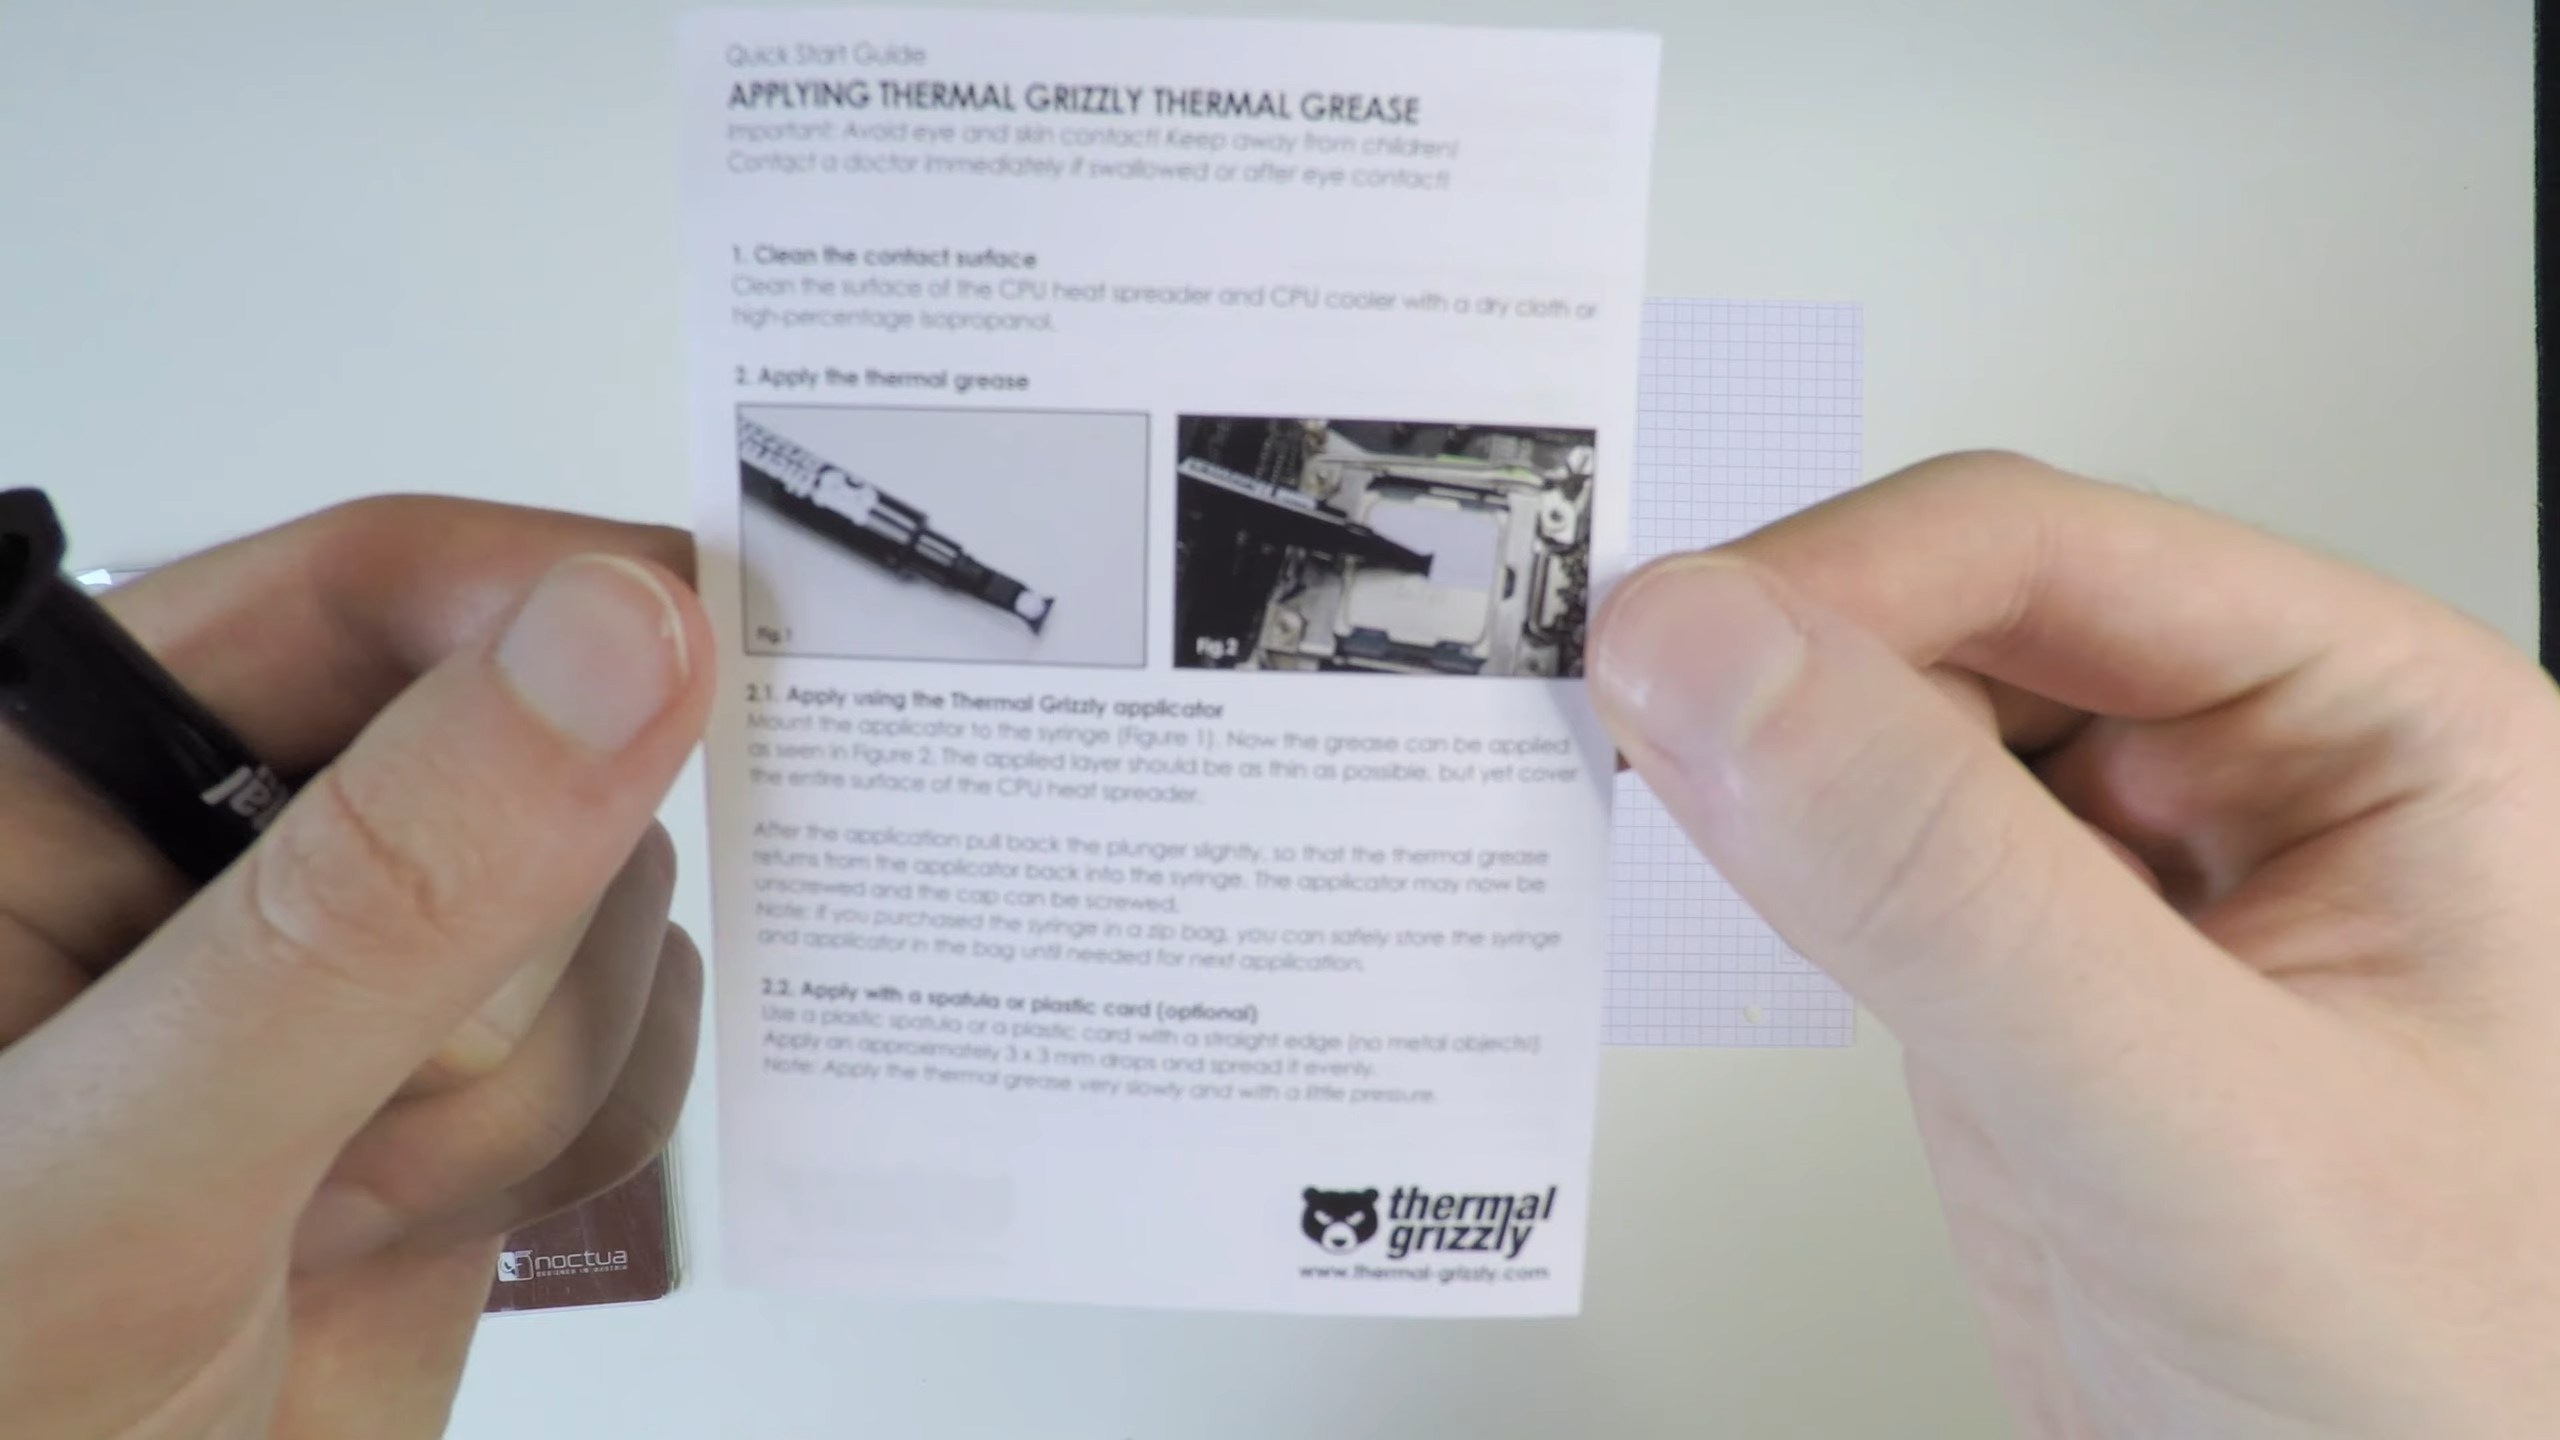 Quick Start Guide
APPLYING THERMAL GRIZZLY THERMAL GREASE
Important: Avoid eye and skin contact! Keep away from children!
Contact a doctor immediately if swallowed or after eye contact!
1. Clean the contact surface
Clean the surface of the CPU heat spreader and CPU cooler with a dry cloth or
high-percentage isopropanol.
2. Apply the thermal grease
Fig.1
Fig.2
2.1. Apply using the Thermal Grizzly applicator
Mount the applicator to the syringe (Figure 1). Now the grease can be applied
as seen in Figure 2. The applied layer should be as thin as possible, but yet cover
the entire surface of the CPU heat spreader.
After the application pull back the plunger slightly, so that the thermal grease
returns from the applicator back into the syringe. The applicator may now be
unscrewed and the cap can be screwed.
Note: if you purchased the syringe in a zip bag, you can safely store the syringe
and applicator in the bag until needed for next application.
2.2. Apply with a spatula or plastic card (optional)
Use a plastic spatula or a plastic card with a straight edge (no metal objects!)
Apply an approximately 3 x 3 mm drops and spread it evenly.
Note: Apply the thermal grease very slowly and with a little pressure.
thermal
grizzly
www.thermal-grizzly.com
noctua
DESIGNED IN AUSTRIA